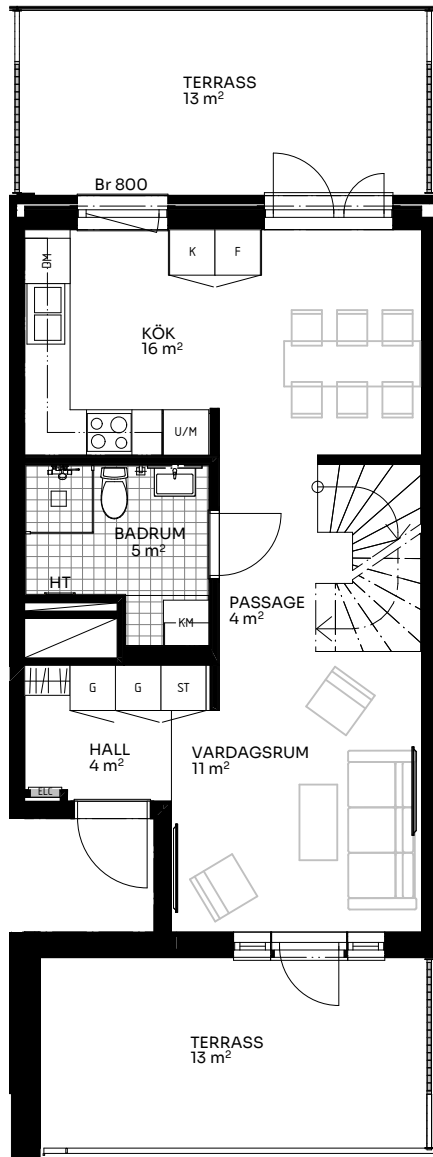 TERRASS
13 m²
Br 800
DM
K
F
KÖK
16 m²
U/M
BADRUM
5 m²
HT
PASSAGE
4 m²
KM
G
G
ST
HALL
4 m²
VARDAGSRUM
11 m²
ELC
TERRASS
13 m²